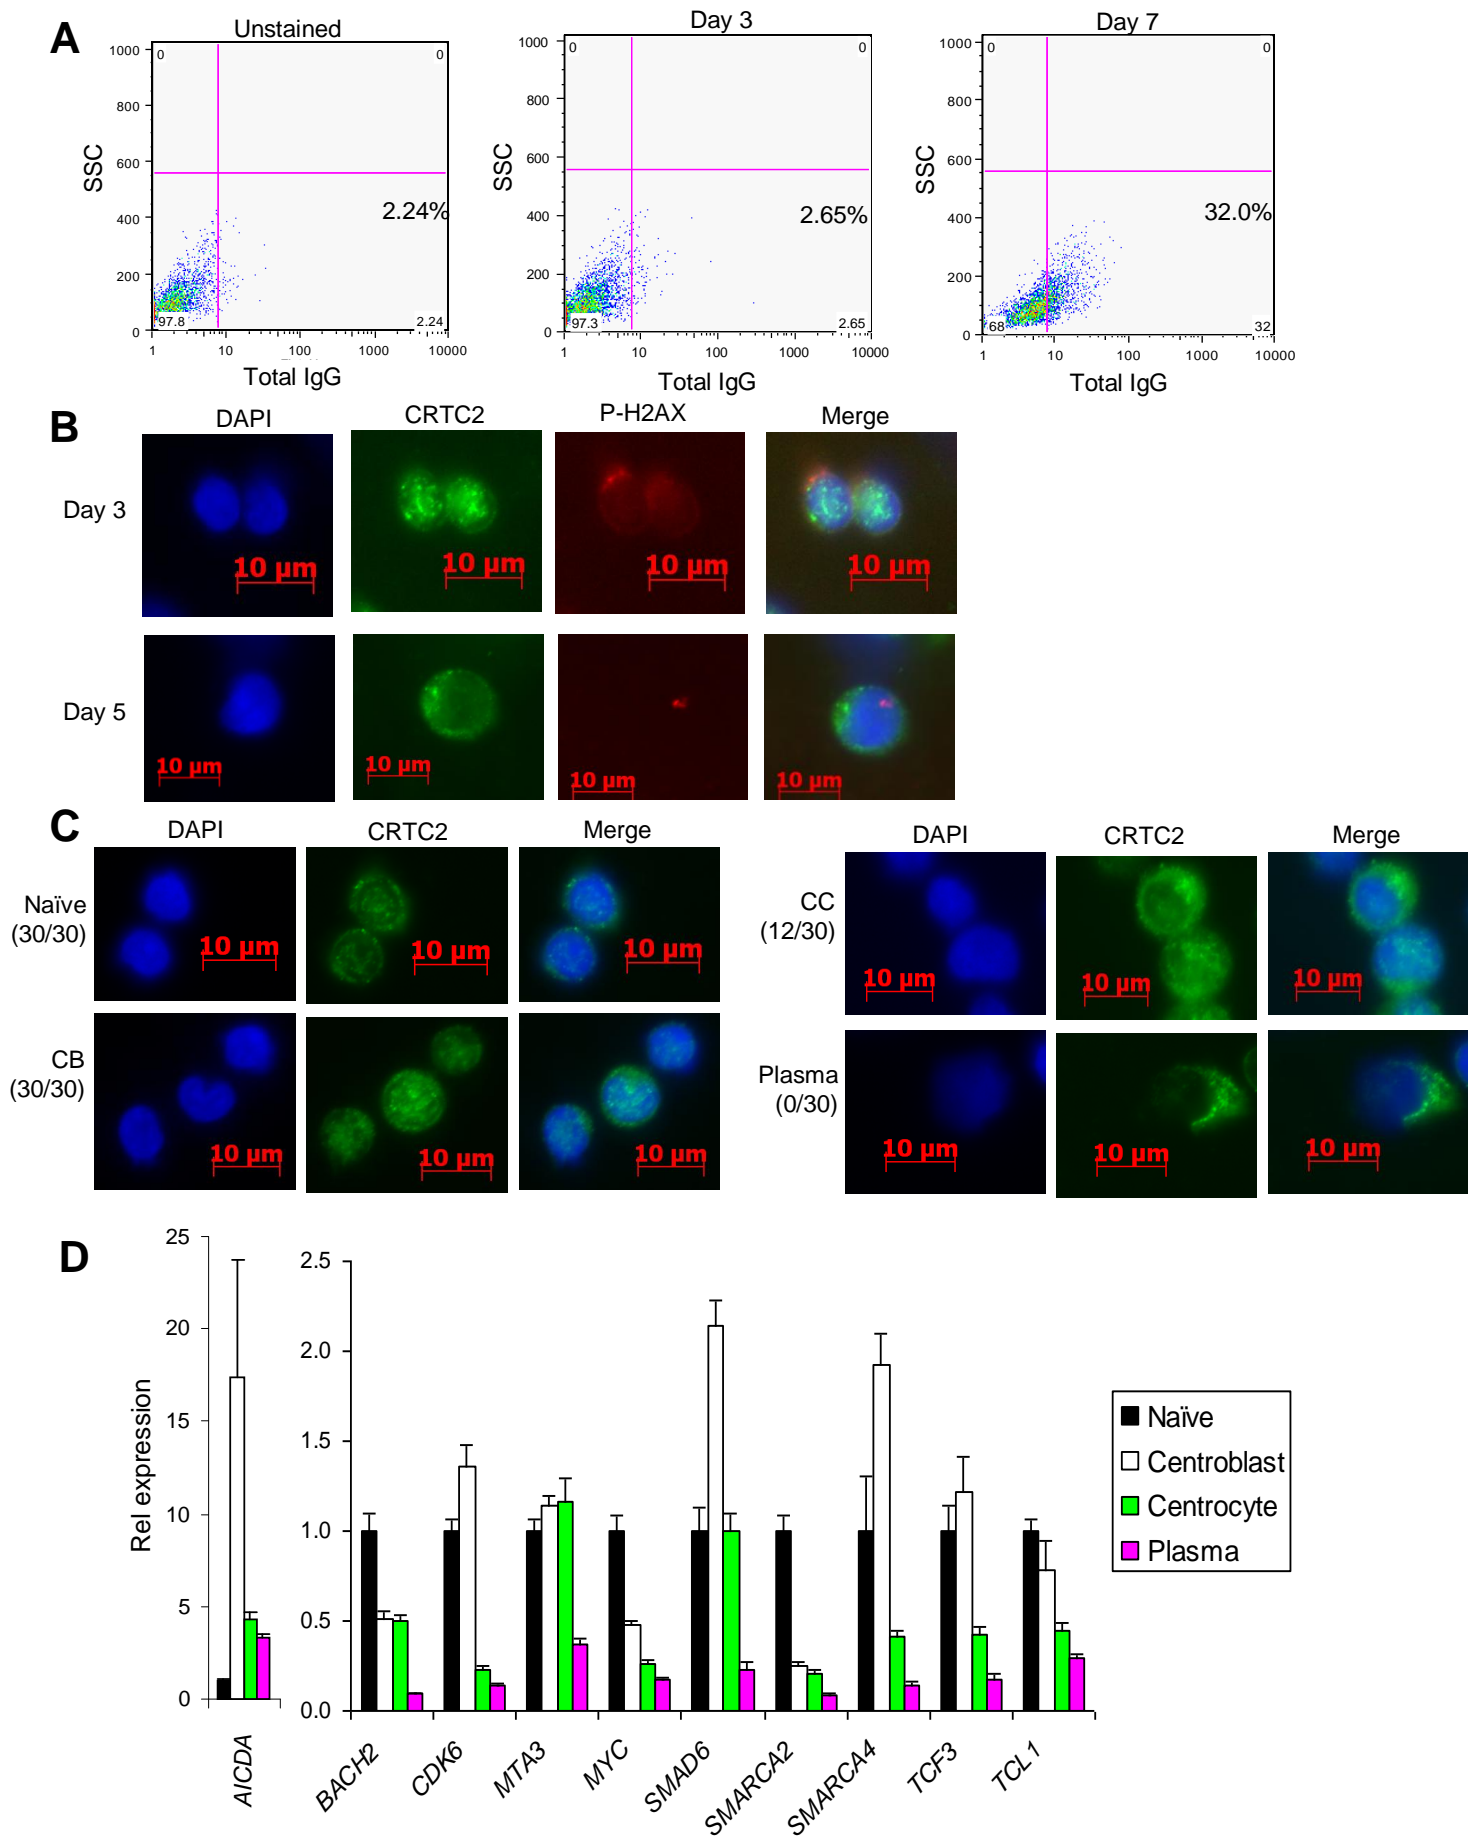 A
Unstained
Day 3
Day 7
1000
800
600
400
200
0
SSC
0
0
2.24%
97.8
2.24
1
10
100
1000
10000
Total IgG
1000
800
600
400
200
0
SSC
0
0
2.65%
97.3
2.65
1
10
100
1000
10000
Total IgG
1000
800
600
400
200
0
SSC
0
0
32.0%
68
32
1
10
100
1000
10000
Total IgG
B
DAPI
CRTC2
P-H2AX
Merge
Day 3
10 µm
10 µm
10 µm
10 µm
Day 5
10 µm
10 µm
10 µm
10 µm
C
DAPI
CRTC2
Merge
Naïve
(30/30)
10 µm
10 µm
10 µm
CB
(30/30)
10 µm
10 µm
10 µm
DAPI
CRTC2
Merge
CC
(12/30)
10 µm
10 µm
10 µm
Plasma
(0/30)
10 µm
10 µm
10 µm
D
Rel expression
25
20
15
10
5
0
AICDA
2.5
2.0
1.5
1.0
0.5
0.0
BACH2
CDK6
MTA3
MYC
SMAD6
SMARCA2
SMARCA4
TCF3
TCL1
Naïve
Centroblast
Centrocyte
Plasma